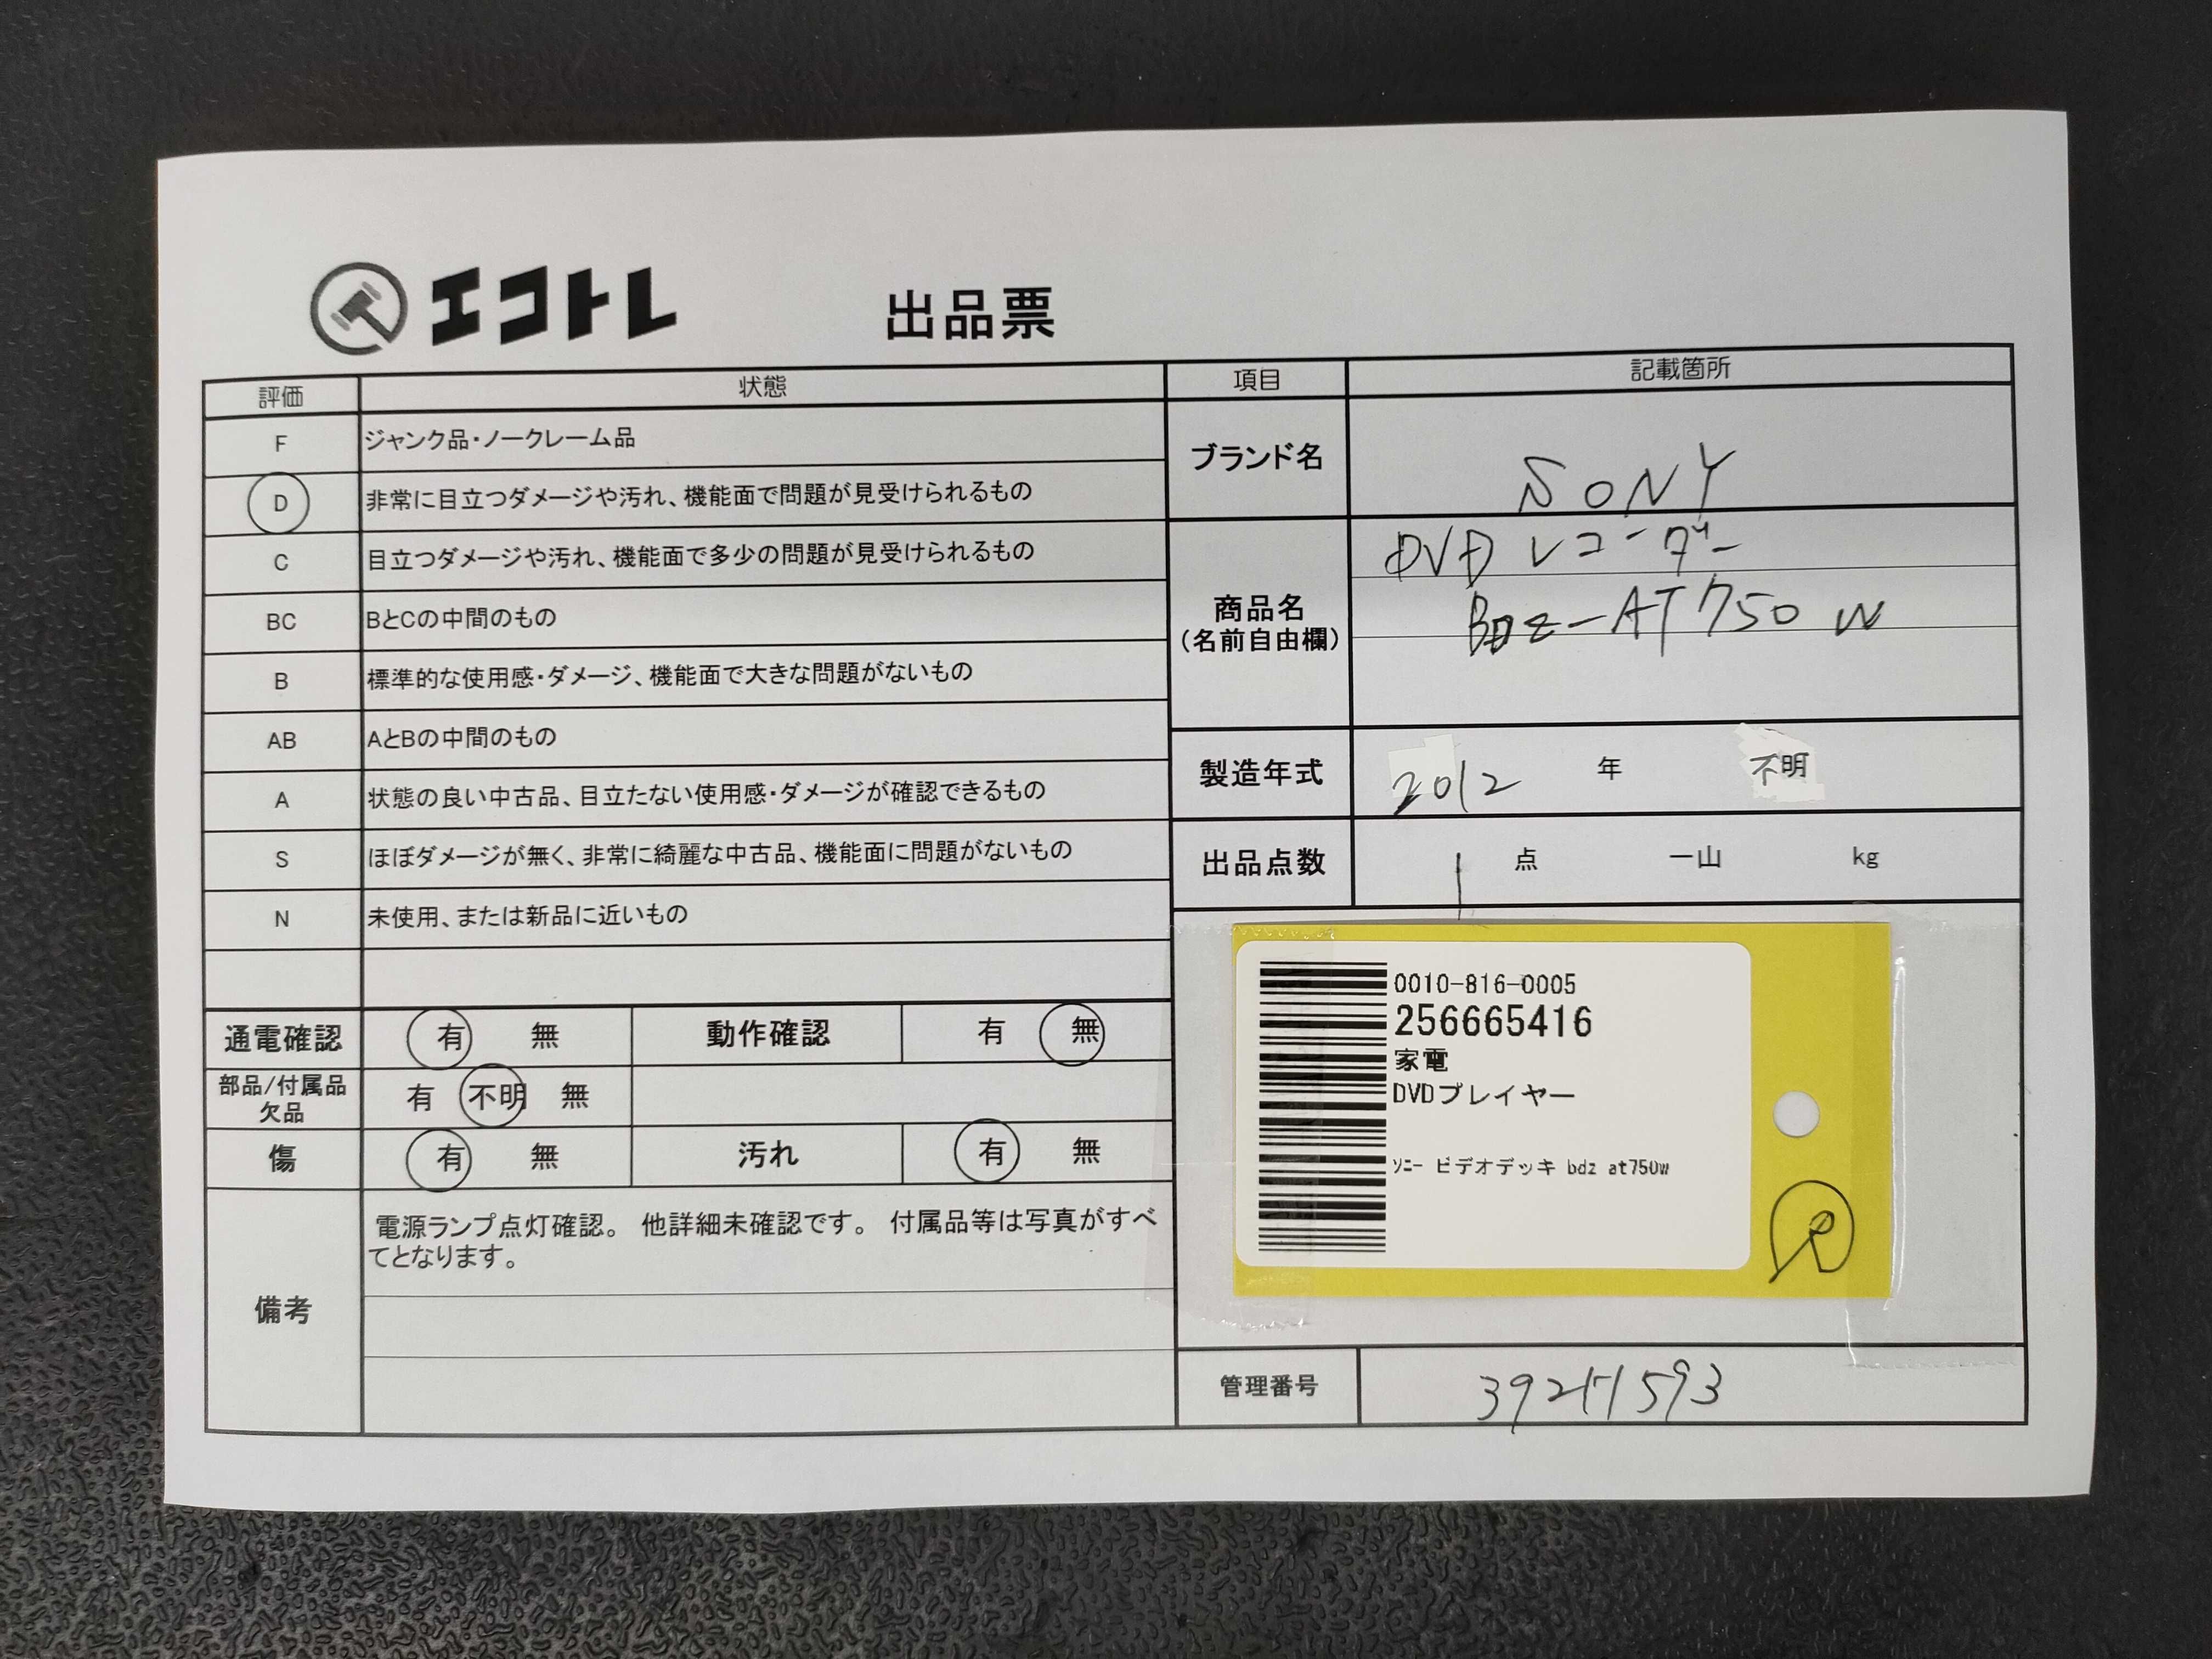 エコトレ
出品票
評価 状態
F ジャンク品・ノークレーム品
D 非常に目立つダメージや汚れ、機能面で問題が見受けられるもの
C 目立つダメージや汚れ、機能面で多少の問題が見受けられるもの
BC BとCの中間のもの
B 標準的な使用感・ダメージ、機能面で大きな問題がないもの
AB AとBの中間のもの
A 状態の良い中古品、目立たない使用感・ダメージが確認できるもの
S ほぼダメージが無く、非常に綺麗な中古品、機能面に問題がないもの
N 未使用、または新品に近いもの
通電確認 有 無 動作確認 有 無
部品/付属品
欠品
有 不明 無
傷 有 無 汚れ 有 無
備考
電源ランプ点灯確認。 他詳細未確認です。 付属品等は写真がすべ
てとなります。
項目 記載箇所
ブランド名 SONY
商品名
(名前自由欄)
DVDレコーダー
BDZ-AT750W
製造年式 2012 年 不明
出品点数 1 点 一山 kg
0010-816-0005
256665416
家電
DVDプレイヤー
ソニー ビデオデッキ bdz at750w
管理番号